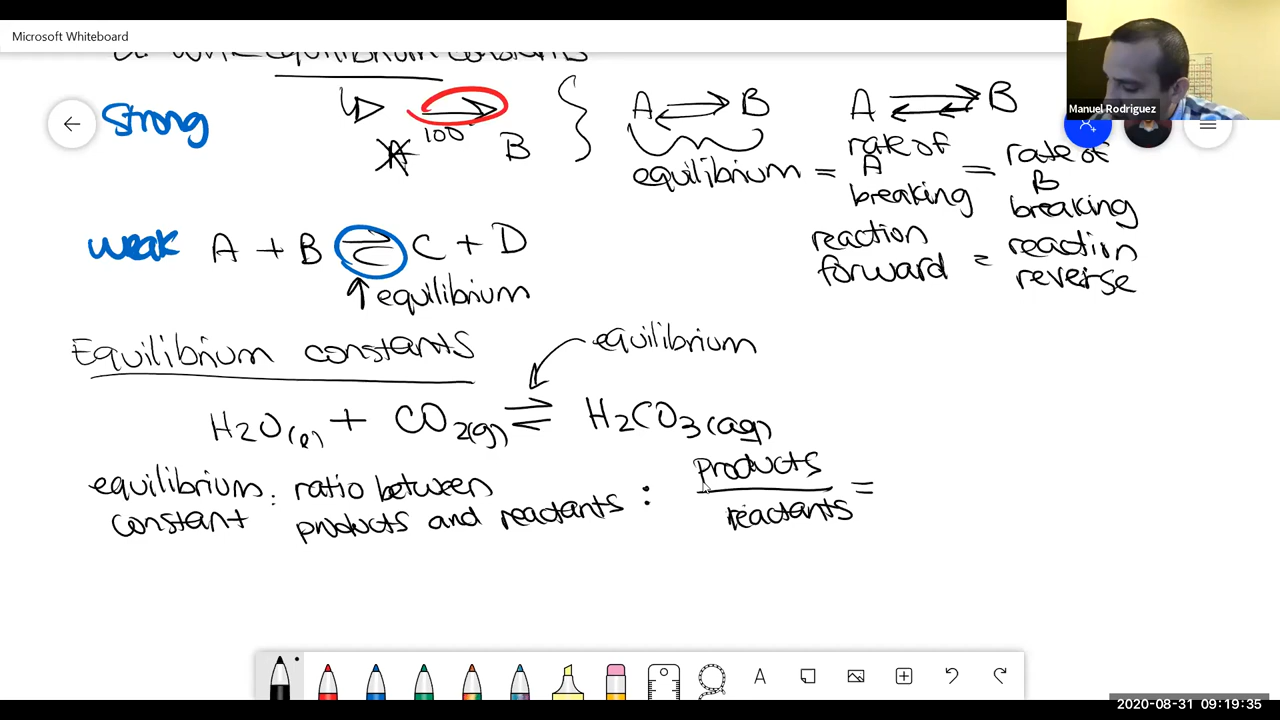 Microsoft Whiteboard
equilibrium constants
Strong
100
A
B
A
B
A
B
equilibrium =
rate of
A
breaking
=
rate of
B
breaking
reaction
forward
=
reaction
reverse
weak A + B ⇌ C + D
↑ equilibrium
Equilibrium constants
equilibrium
H2O(l) + CO2(g) ⇌ H2CO3(aq)
equilibrium : ratio between
constant products and reactants :
products
reactants
=
Manuel Rodriguez
A
2020-08-31 09:19:35